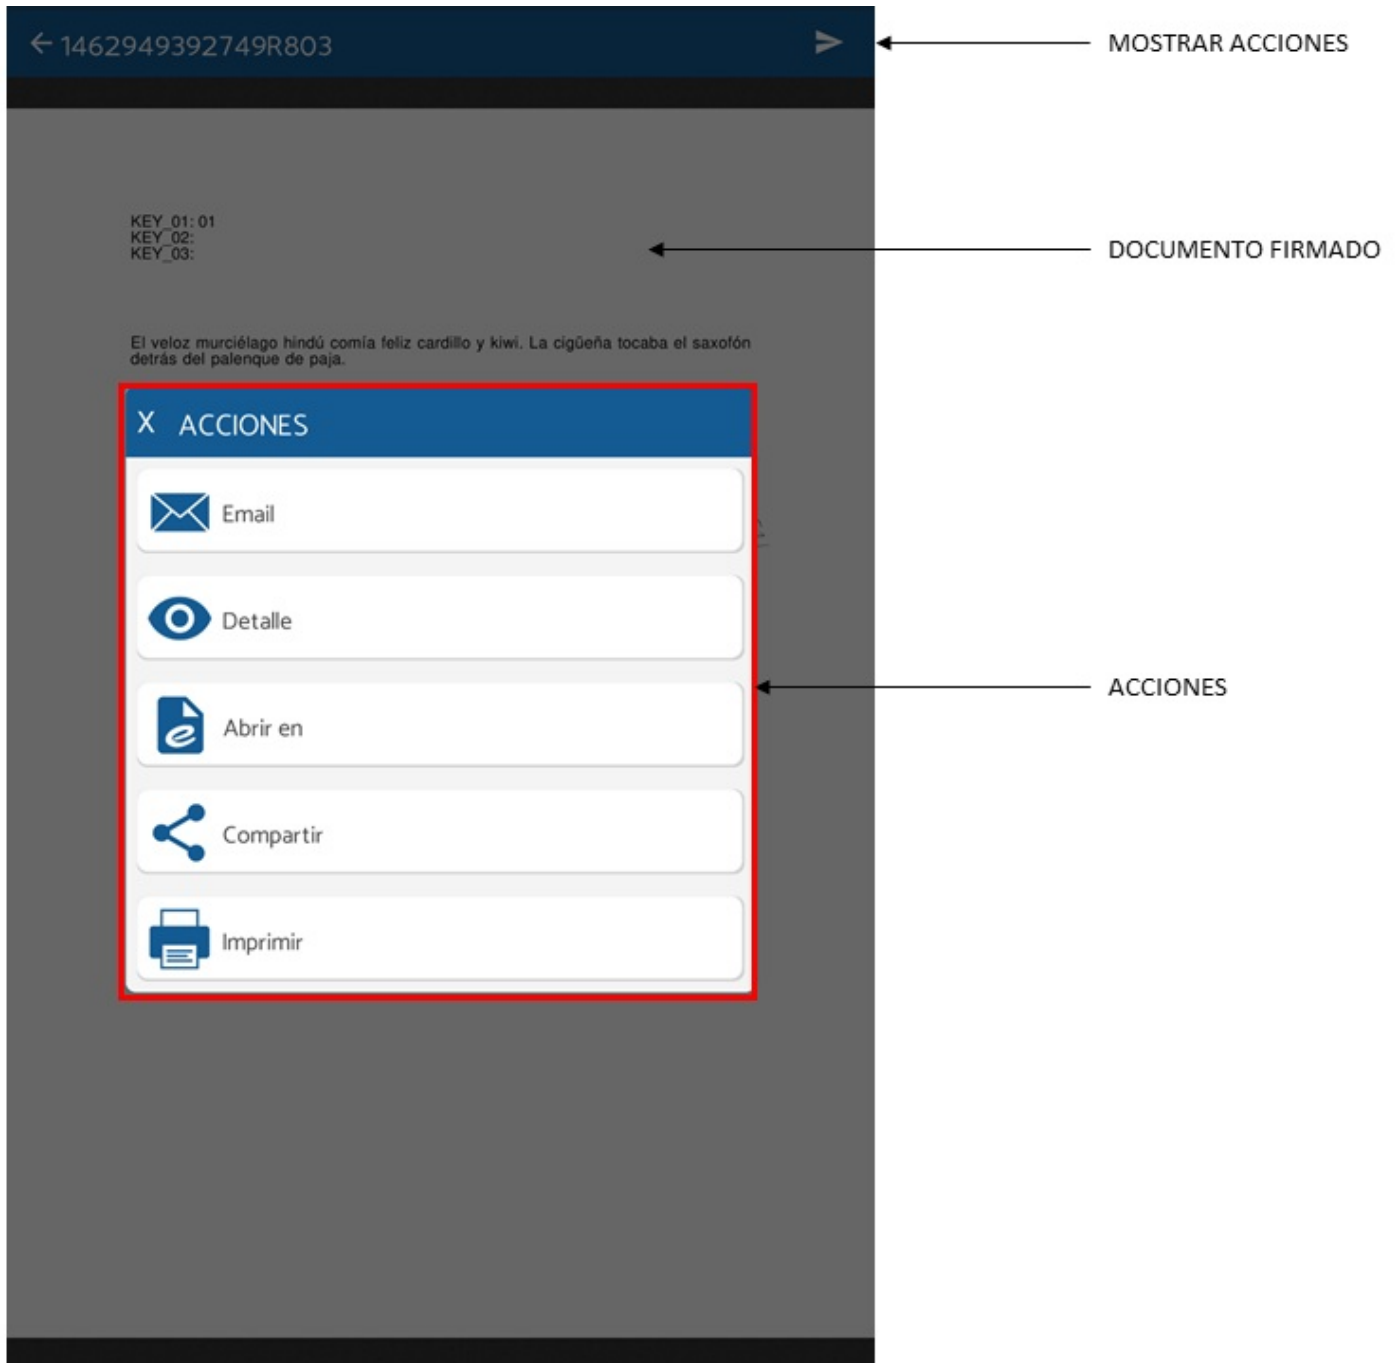 1462949392749R803
MOSTRAR ACCIONES
KEY_01: 01
KEY_02:
KEY_03:
DOCUMENTO FIRMADO
El veloz murciélago hindú comía feliz cardillo y kiwi. La cigüeña tocaba el saxofón
detrás del palenque de paja.
X ACCIONES
Email
Detalle
Abrir en
ACCIONES
Compartir
Imprimir